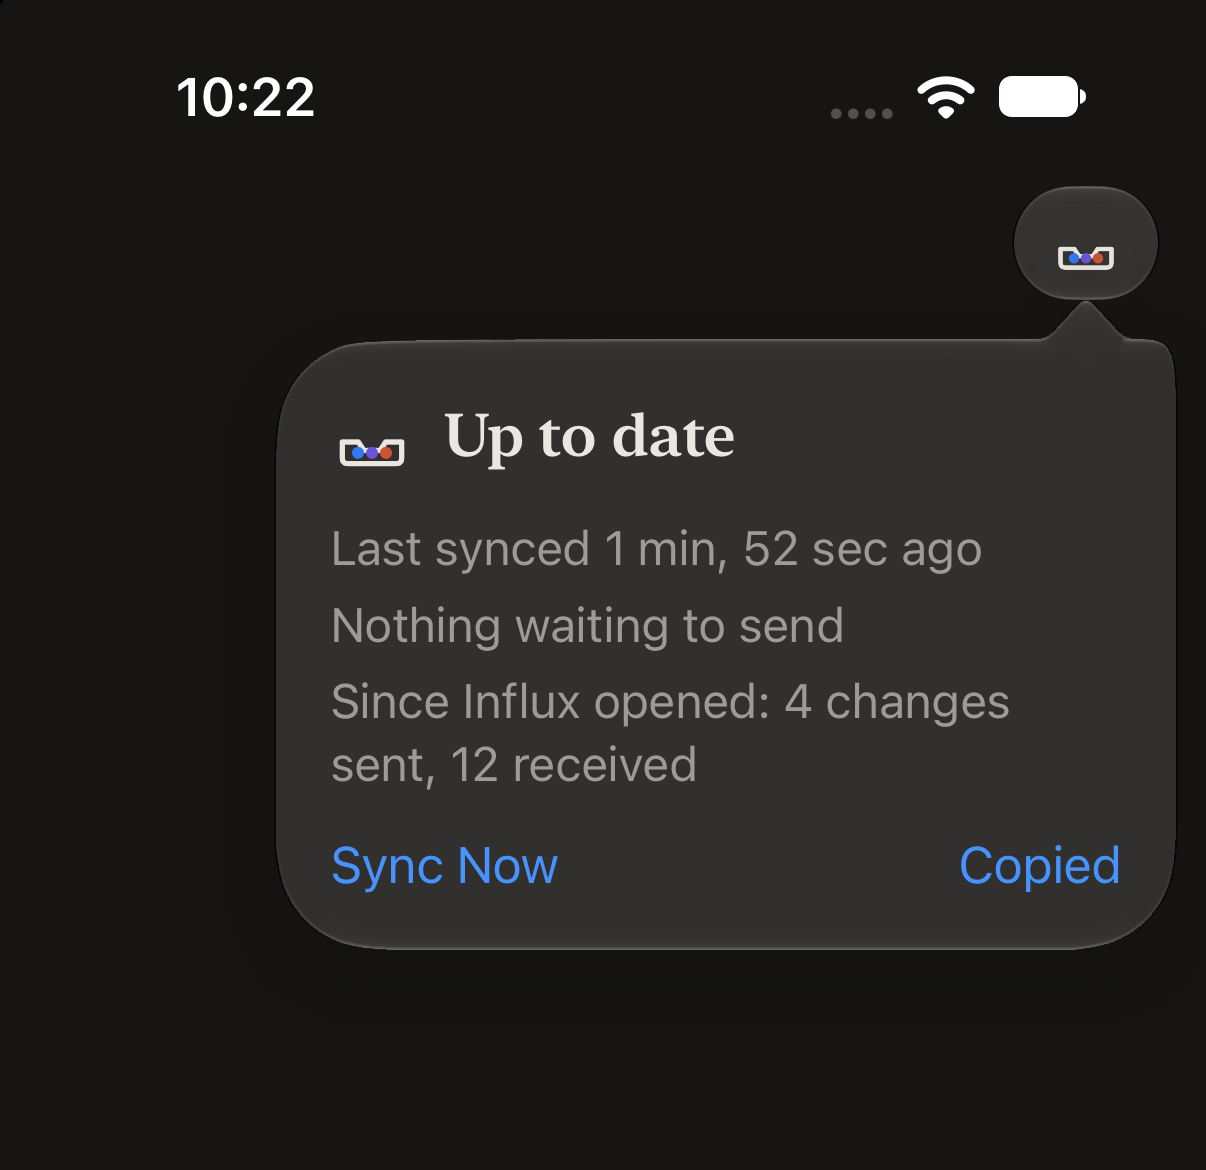 10:22
Up to date
Last synced 1 min, 52 sec ago
Nothing waiting to send
Since Influx opened: 4 changes
sent, 12 received
Sync Now
Copied